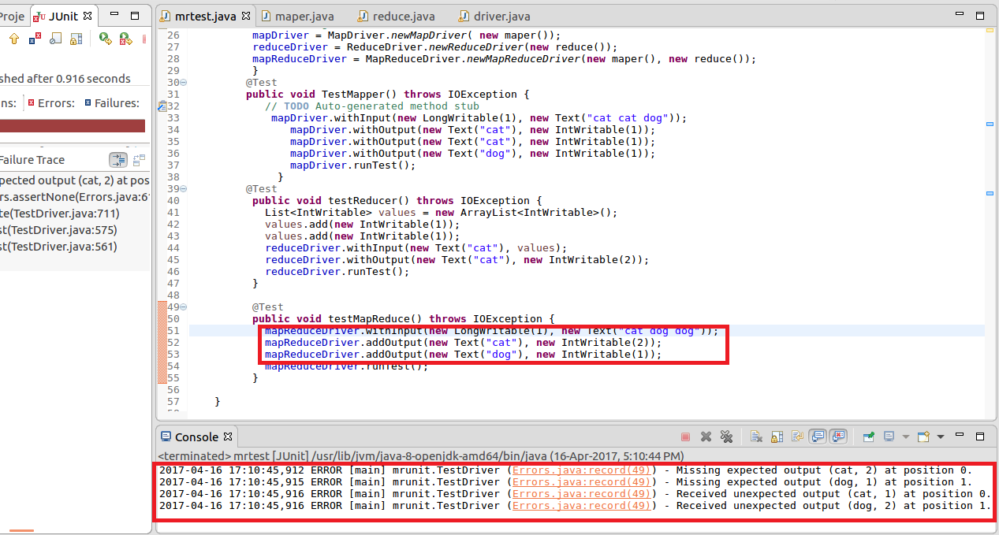 Proje JUnit
shed after 0.916 seconds
ns: Errors: Failures:
Failure Trace
pected output (cat, 2) at pos
rs.assertNone(Errors.java:6
te(TestDriver.java:711)
st(TestDriver.java:575)
st(TestDriver.java:561)
mrtest.java maper.java reduce.java driver.java
26 mapDriver = MapDriver.newMapDriver( new maper());
27 reduceDriver = ReduceDriver.newReduceDriver(new reduce());
28 mapReduceDriver = MapReduceDriver.newMapReduceDriver(new maper(), new reduce());
29 }
30 @Test
31 public void TestMapper() throws IOException {
32 // TODO Auto-generated method stub
33 mapDriver.withInput(new LongWritable(1), new Text("cat cat dog"));
34 mapDriver.withOutput(new Text("cat"), new IntWritable(1));
35 mapDriver.withOutput(new Text("cat"), new IntWritable(1));
36 mapDriver.withOutput(new Text("dog"), new IntWritable(1));
37 mapDriver.runTest();
38 }
39 @Test
40 public void testReducer() throws IOException {
41 List<IntWritable> values = new ArrayList<IntWritable>();
42 values.add(new IntWritable(1));
43 values.add(new IntWritable(1));
44 reduceDriver.withInput(new Text("cat"), values);
45 reduceDriver.withOutput(new Text("cat"), new IntWritable(2));
46 reduceDriver.runTest();
47 }
48
49 @Test
50 public void testMapReduce() throws IOException {
51 mapReduceDriver.withInput(new LongWritable(1), new Text("cat dog dog"));
52 mapReduceDriver.addOutput(new Text("cat"), new IntWritable(2));
53 mapReduceDriver.addOutput(new Text("dog"), new IntWritable(1));
54 mapReduceDriver.runTest();
55 }
56
57 }
Console
<terminated> mrtest [JUnit] /usr/lib/jvm/java-8-openjdk-amd64/bin/java (16-Apr-2017, 5:10:44 PM)
2017-04-16 17:10:45,912 ERROR [main] mrunit.TestDriver (Errors.java:record(49)) - Missing expected output (cat, 2) at position 0.
2017-04-16 17:10:45,915 ERROR [main] mrunit.TestDriver (Errors.java:record(49)) - Missing expected output (dog, 1) at position 1.
2017-04-16 17:10:45,916 ERROR [main] mrunit.TestDriver (Errors.java:record(49)) - Received unexpected output (cat, 1) at position 0.
2017-04-16 17:10:45,916 ERROR [main] mrunit.TestDriver (Errors.java:record(49)) - Received unexpected output (dog, 2) at position 1.